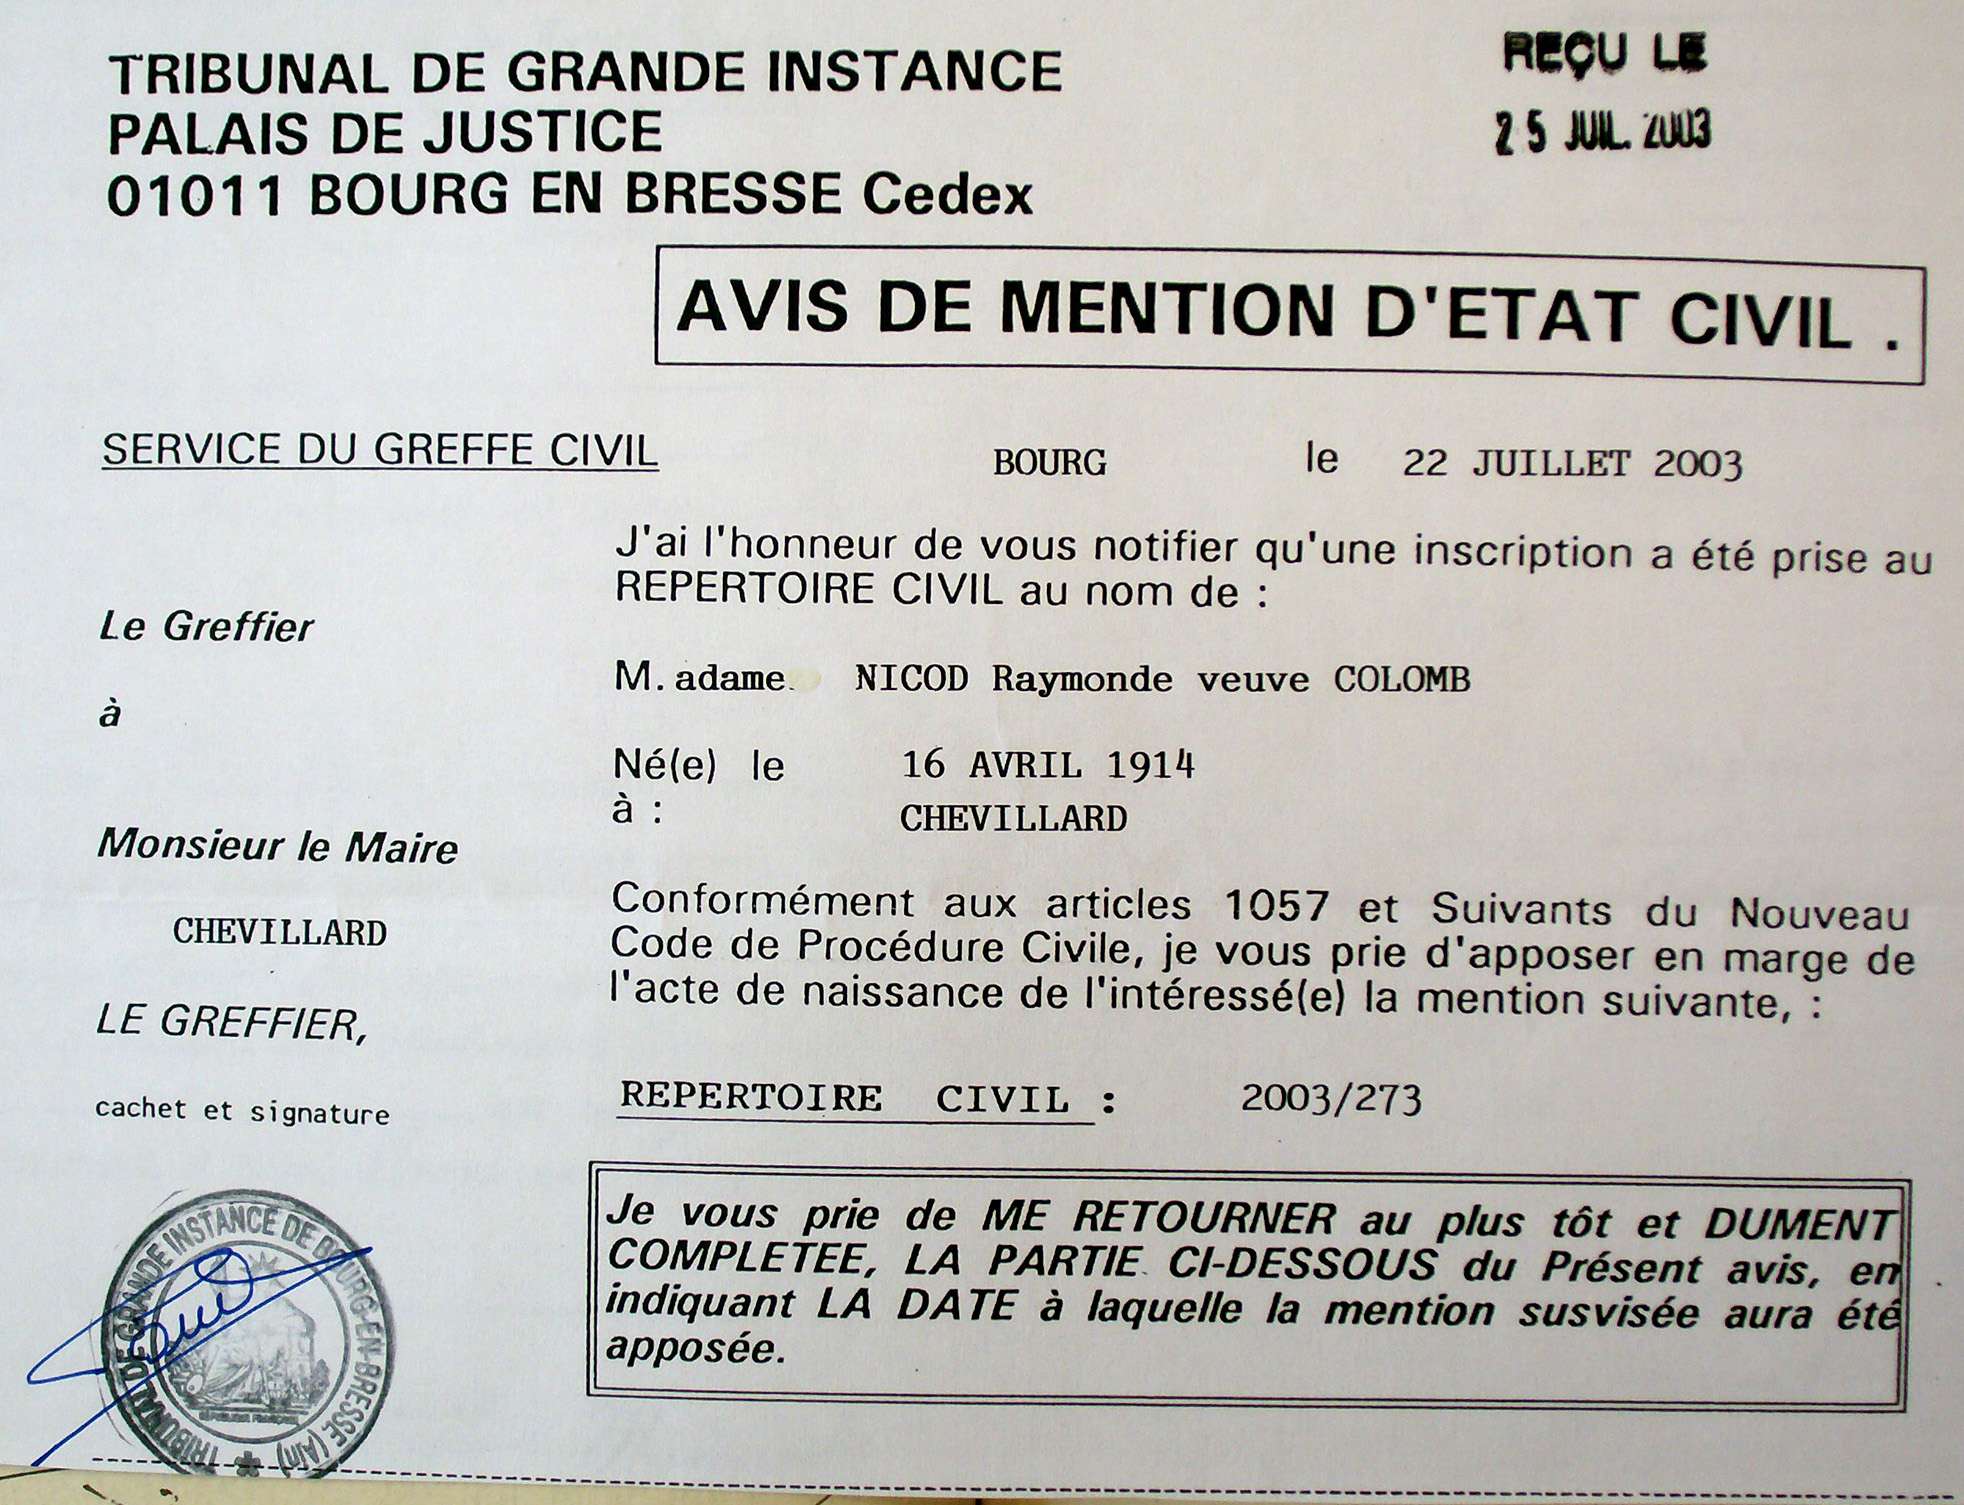 TRIBUNAL DE GRANDE INSTANCE
PALAIS DE JUSTICE
01011 BOURG EN BRESSE Cedex
REÇU LE
25 JUIL. 2003
AVIS DE MENTION D'ETAT CIVIL .
SERVICE DU GREFFE CIVIL
BOURG le 22 JUILLET 2003
J'ai l'honneur de vous notifier qu'une inscription a été prise au
REPERTOIRE CIVIL au nom de :
Le Greffier
à
Monsieur le Maire
CHEVILLARD
LE GREFFIER,
cachet et signature
M. adame. NICOD Raymonde veuve COLOMB
Né(e) le 16 AVRIL 1914
à : CHEVILLARD
Conformément aux articles 1057 et Suivants du Nouveau
Code de Procédure Civile, je vous prie d'apposer en marge de
l'acte de naissance de l'intéressé(e) la mention suivante, :
REPERTOIRE CIVIL : 2003/273
Je vous prie de ME RETOURNER au plus tôt et DUMENT
COMPLETEE, LA PARTIE CI-DESSOUS du Présent avis, en
indiquant LA DATE à laquelle la mention susvisée aura été
apposée.
TRIBUNAL DE GRANDE INSTANCE DE BOURG-EN-BRESSE (Ain)
REPUBLIQUE FRANÇAISE